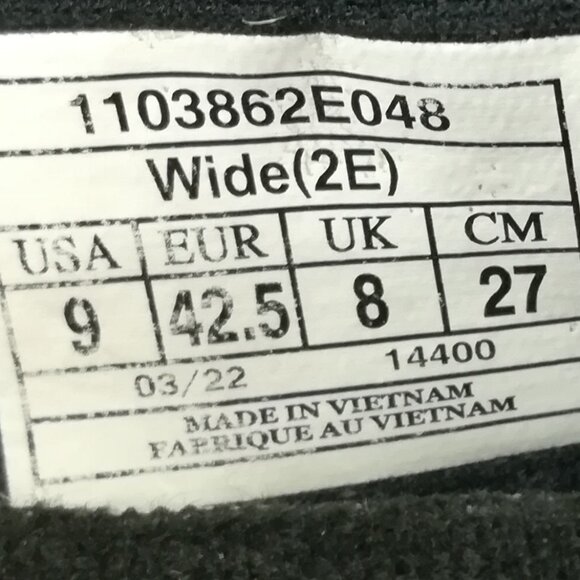 1103862E048
Wide(2E)
USA EUR UK CM
9 42.5 8 27
03/22 14400
MADE IN VIETNAM
FABRIQUE AU VIETNAM